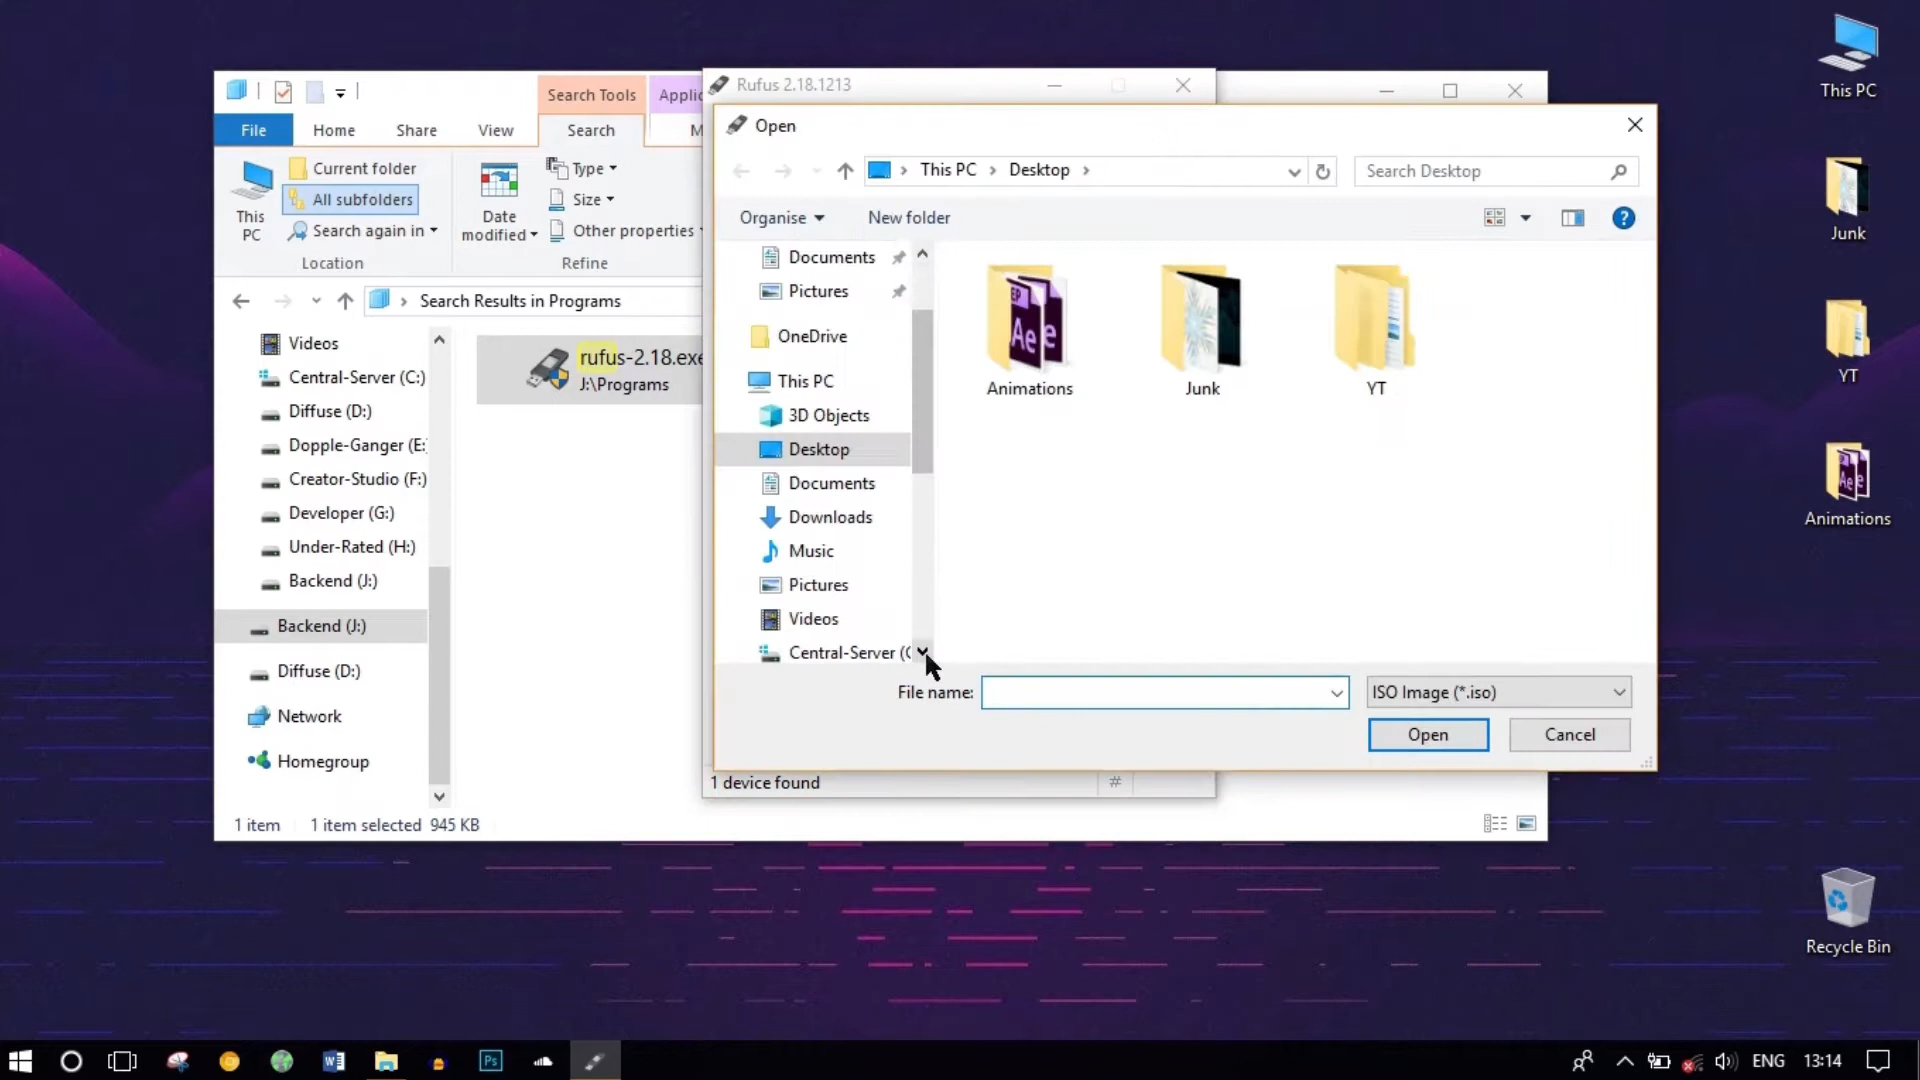 Search Tools
Applic
File
Home
Share
View
Search
M
This PC
Current folder
All subfolders
Search again in
Location
Date modified
Type
Size
Other properties
Refine
Search Results in Programs
Videos
Central-Server (C:)
Diffuse (D:)
Dopple-Ganger (E:
Creator-Studio (F:)
Developer (G:)
Under-Rated (H:)
Backend (J:)
Backend (J:)
Diffuse (D:)
Network
Homegroup
rufus-2.18.exe
J:\Programs
1 item
1 item selected 945 KB
Rufus 2.18.1213
Open
This PC
Desktop
Search Desktop
Organise
New folder
?
Documents
Pictures
OneDrive
This PC
3D Objects
Desktop
Documents
Downloads
Music
Pictures
Videos
Central-Server (C
EP
Ae
e
Animations
Junk
YT
File name:
ISO Image (*.iso)
Open
Cancel
1 device found
#
This PC
Junk
YT
Ae
e
Animations
Recycle Bin
W
Ps
ENG
13:14